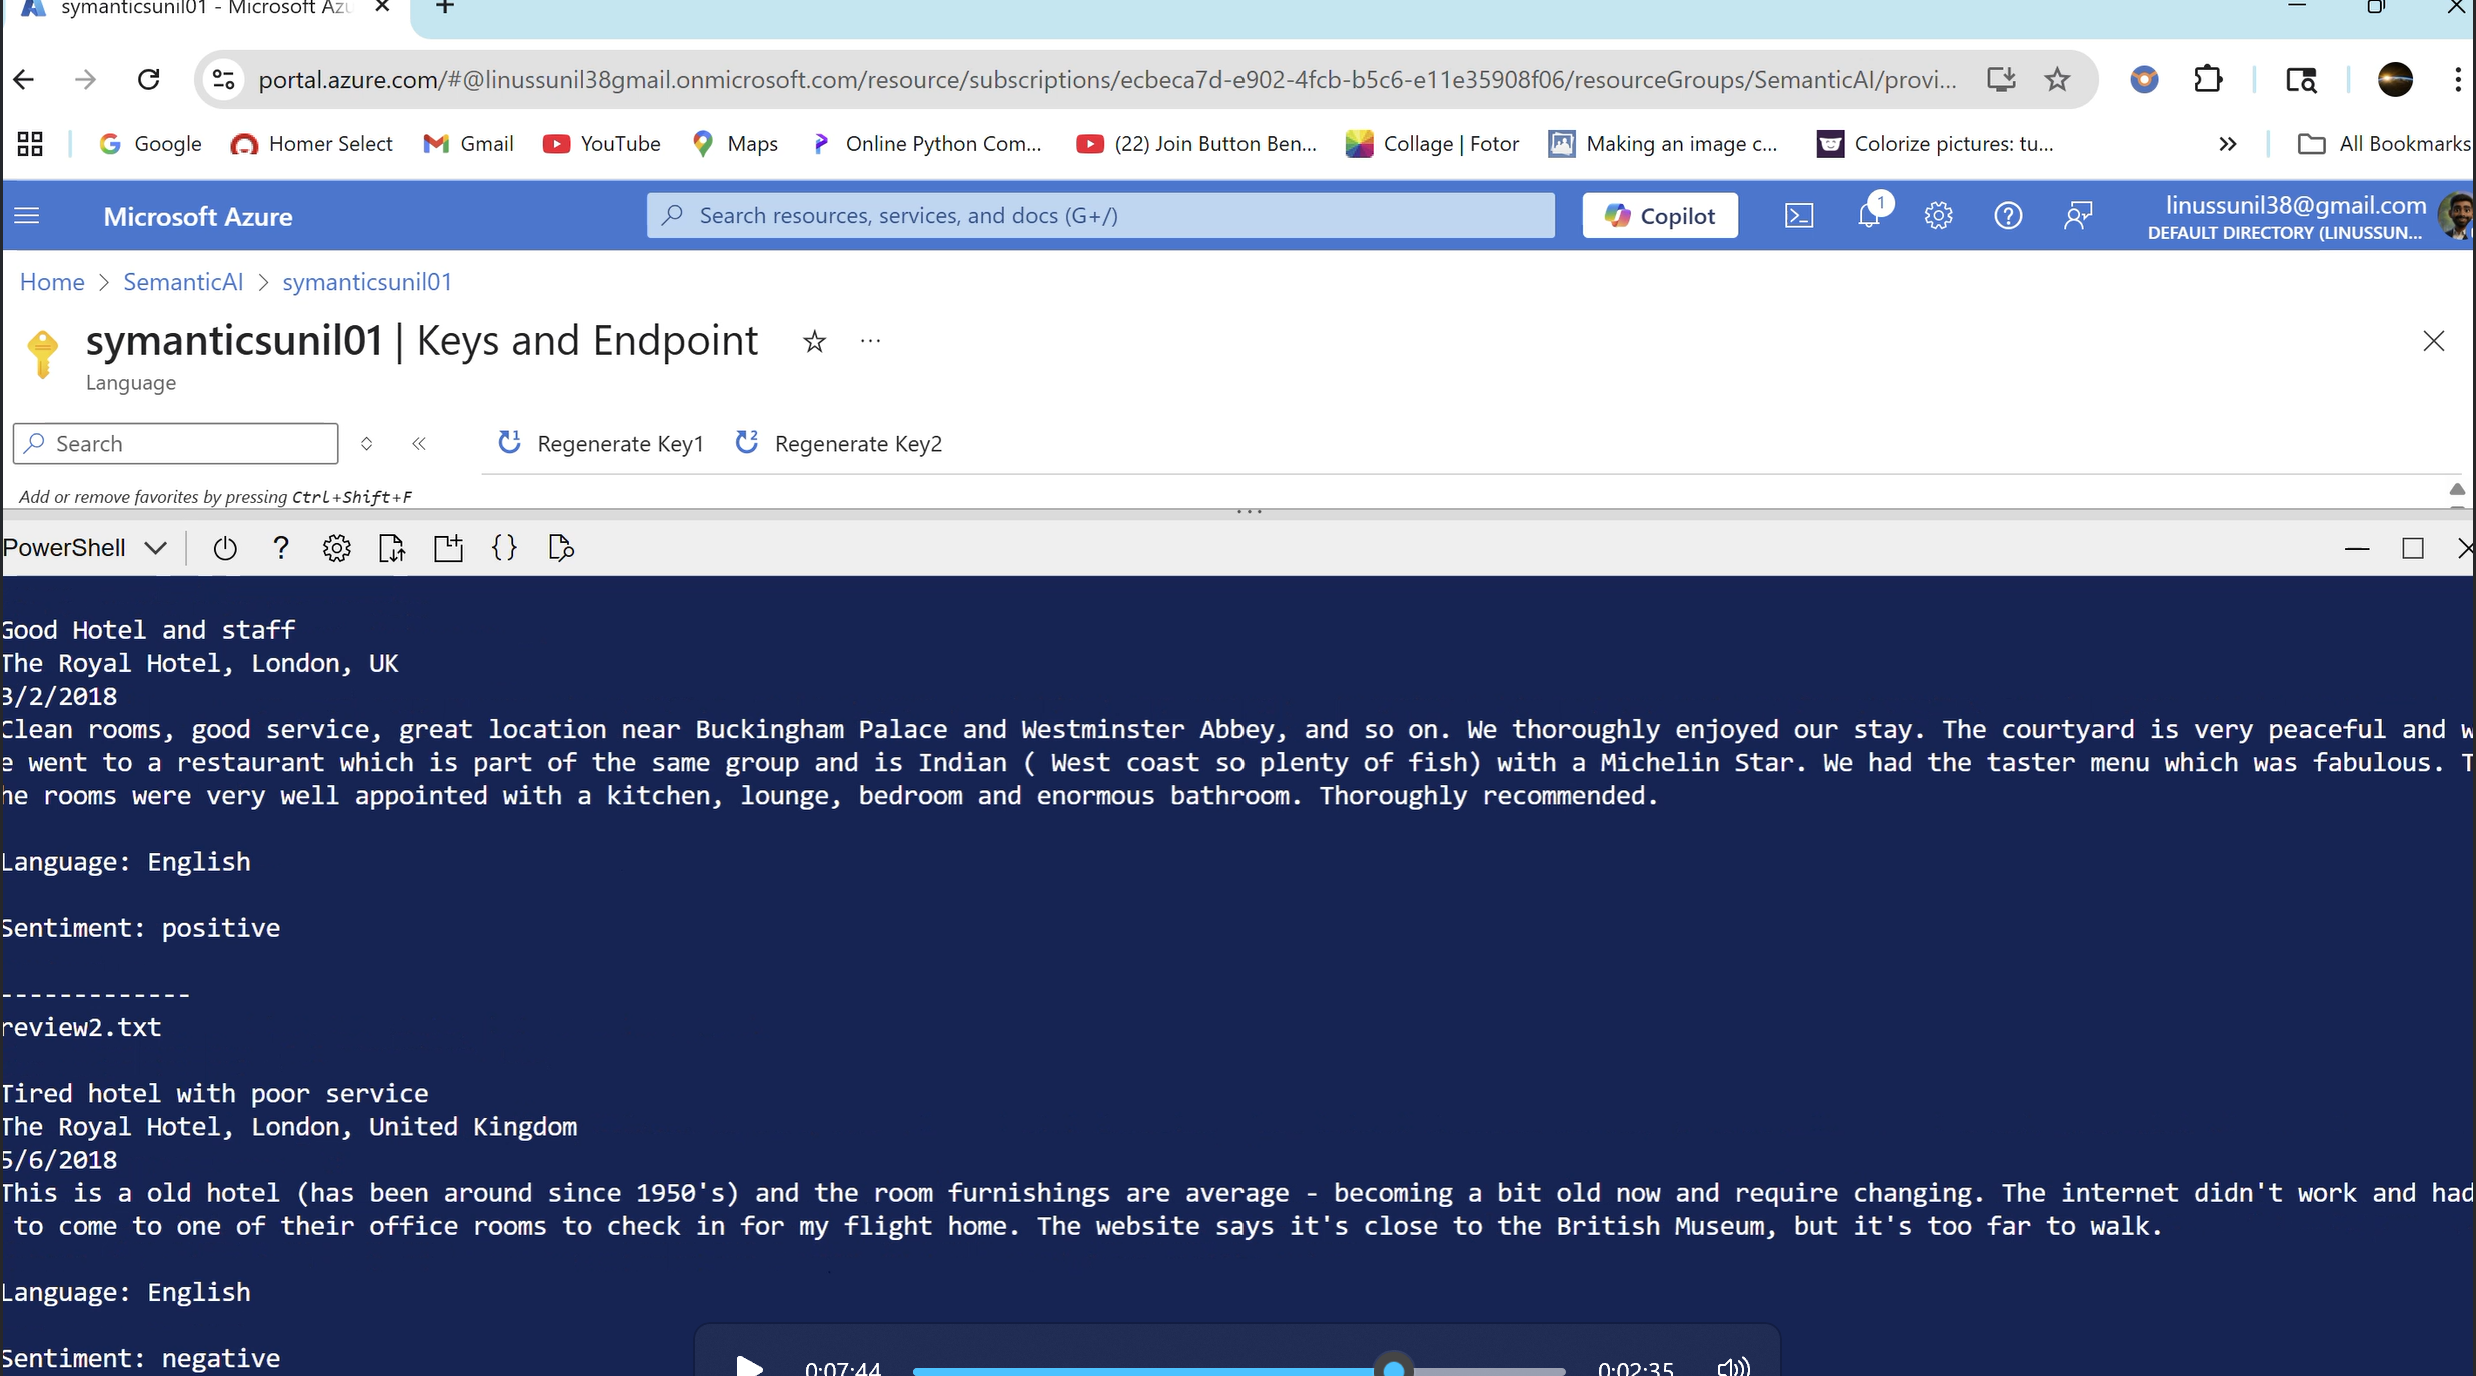 symanticsunil01 - Microsoft Azu
portal.azure.com/#@linussunil38gmail.onmicrosoft.com/resource/subscriptions/ecbeca7d-e902-4fcb-b5c6-e11e35908f06/resourceGroups/SemanticAI/provi...
Google Homer Select Gmail YouTube Maps Online Python Com... (22) Join Button Ben... Collage | Fotor Making an image c... Colorize pictures: tu... » All Bookmarks
Microsoft Azure Search resources, services, and docs (G+/) Copilot 1 linussunil38@gmail.com
DEFAULT DIRECTORY (LINUSSUN...
Home > SemanticAI > symanticsunil01
symanticsunil01 | Keys and Endpoint ...
Language
Search « 1 Regenerate Key1 2 Regenerate Key2
Add or remove favorites by pressing Ctrl+Shift+F
PowerShell ? {}
Good Hotel and staff
The Royal Hotel, London, UK
3/2/2018
Clean rooms, good service, great location near Buckingham Palace and Westminster Abbey, and so on. We thoroughly enjoyed our stay. The courtyard is very peaceful and w
e went to a restaurant which is part of the same group and is Indian ( West coast so plenty of fish) with a Michelin Star. We had the taster menu which was fabulous. T
he rooms were very well appointed with a kitchen, lounge, bedroom and enormous bathroom. Thoroughly recommended.
Language: English
Sentiment: positive
-------------
review2.txt
Tired hotel with poor service
The Royal Hotel, London, United Kingdom
5/6/2018
This is a old hotel (has been around since 1950's) and the room furnishings are average - becoming a bit old now and require changing. The internet didn't work and had
to come to one of their office rooms to check in for my flight home. The website says it's close to the British Museum, but it's too far to walk.
Language: English
Sentiment: negative
0:07:44 0:02:35